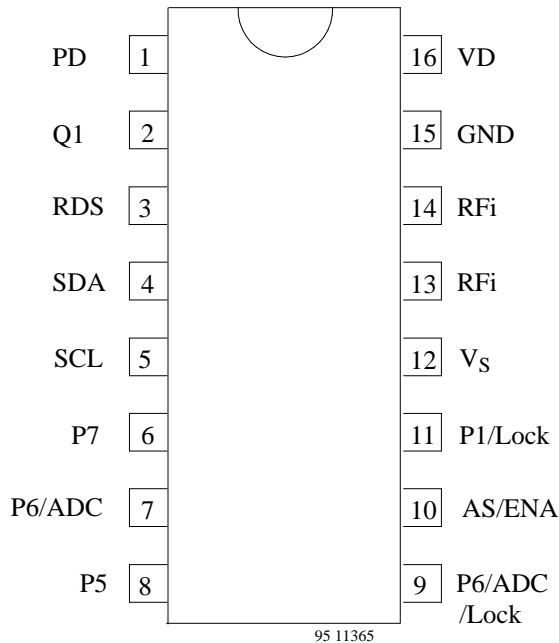 PD 1 16 VD
Q1 2 15 GND
RDS 3 14 RFi
SDA 4 13 RFi
SCL 5 12 VS
P7 6 11 P1/Lock
P6/ADC 7 10 AS/ENA
P5 8 9 P6/ADC
/Lock
95 11365